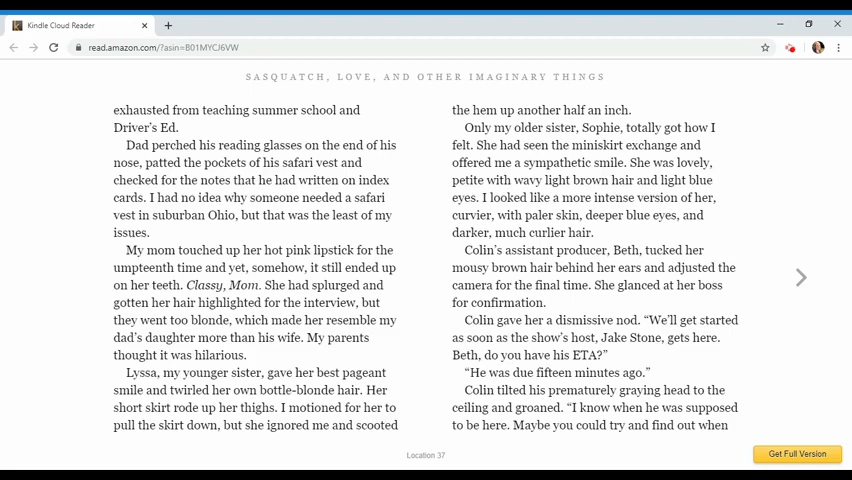 Kindle Cloud Reader
read.amazon.com/?asin=B01MYCJ6VW
SASQUATCH, LOVE, AND OTHER IMAGINARY THINGS
exhausted from teaching summer school and
Driver's Ed.
Dad perched his reading glasses on the end of his
nose, patted the pockets of his safari vest and
checked for the notes that he had written on index
cards. I had no idea why someone needed a safari
vest in suburban Ohio, but that was the least of my
issues.
My mom touched up her hot pink lipstick for the
umpteenth time and yet, somehow, it still ended up
on her teeth. Classy, Mom. She had splurged and
gotten her hair highlighted for the interview, but
they went too blonde, which made her resemble my
dad's daughter more than his wife. My parents
thought it was hilarious.
Lyssa, my younger sister, gave her best pageant
smile and twirled her own bottle-blonde hair. Her
short skirt rode up her thighs. I motioned for her to
pull the skirt down, but she ignored me and scooted
the hem up another half an inch.
Only my older sister, Sophie, totally got how I
felt. She had seen the miniskirt exchange and
offered me a sympathetic smile. She was lovely,
petite with wavy light brown hair and light blue
eyes. I looked like a more intense version of her,
curvier, with paler skin, deeper blue eyes, and
darker, much curlier hair.
Colin's assistant producer, Beth, tucked her
mousy brown hair behind her ears and adjusted the
camera for the final time. She glanced at her boss
for confirmation.
Colin gave her a dismissive nod. “We'll get started
as soon as the show's host, Jake Stone, gets here.
Beth, do you have his ETA?”
“He was due fifteen minutes ago.”
Colin tilted his prematurely graying head to the
ceiling and groaned. “I know when he was supposed
to be here. Maybe you could try and find out when
Location 37
Get Full Version